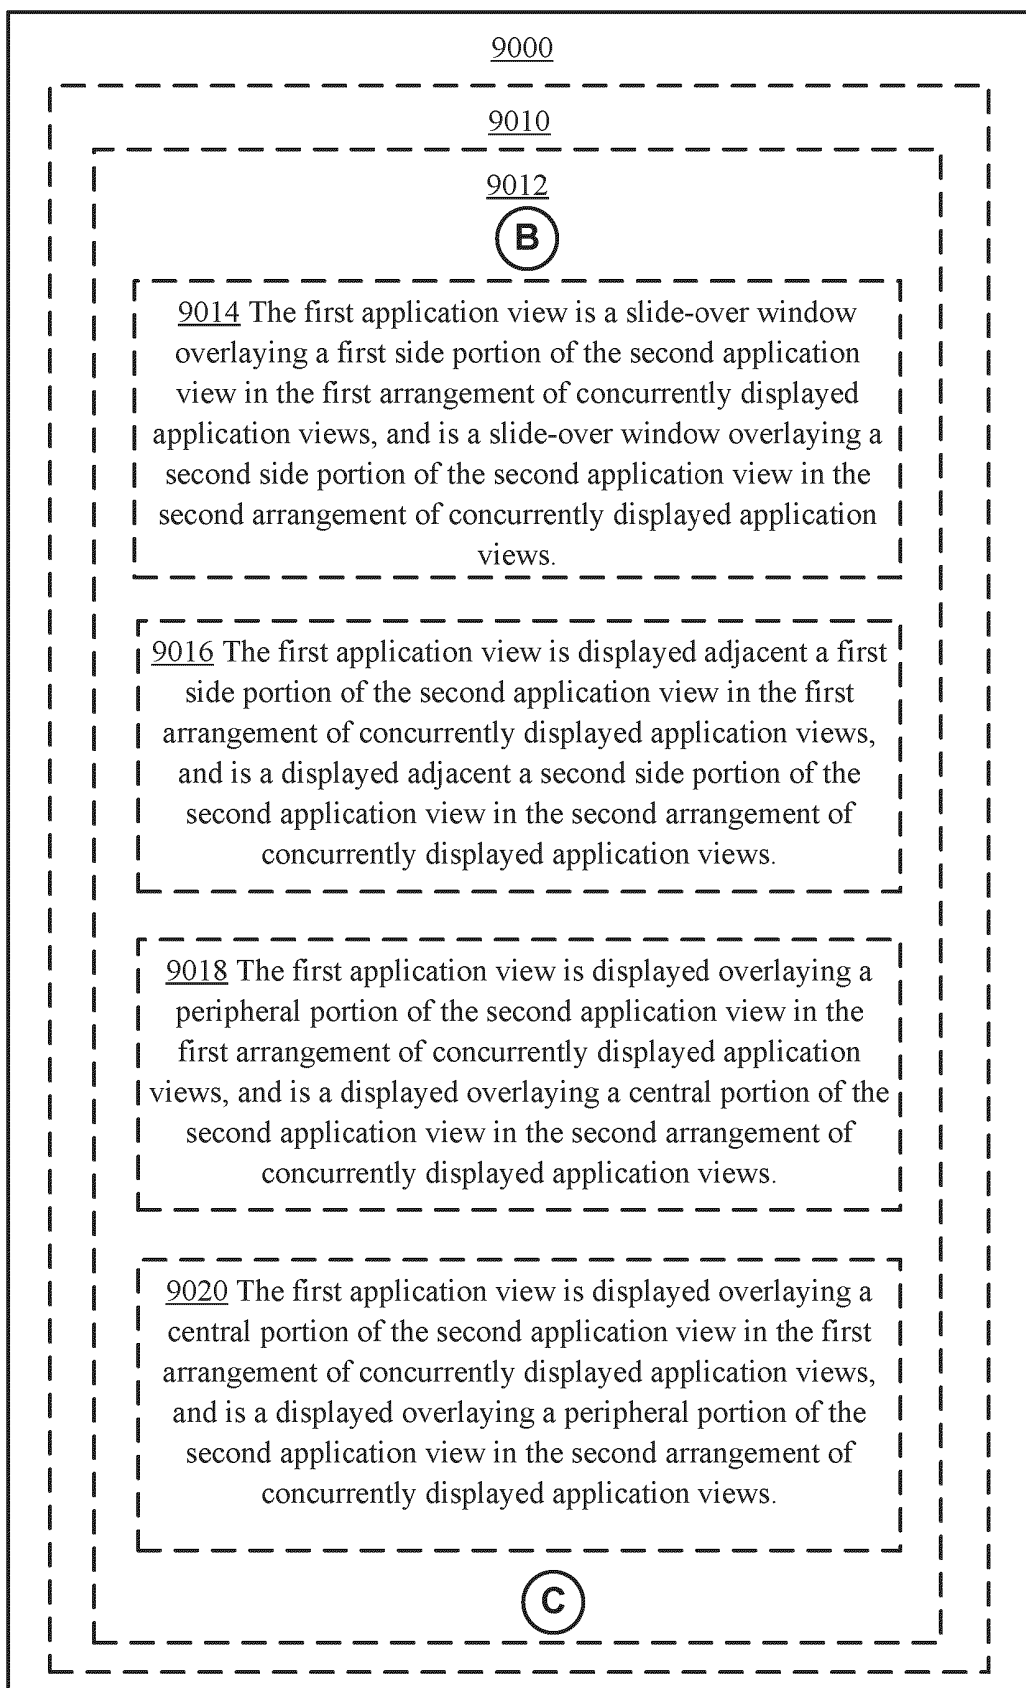 9000
9010
9012
B
9014 The first application view is a slide-over window
overlaying a first side portion of the second application
view in the first arrangement of concurrently displayed
application views, and is a slide-over window overlaying a
second side portion of the second application view in the
second arrangement of concurrently displayed application
views.
9016 The first application view is displayed adjacent a first
side portion of the second application view in the first
arrangement of concurrently displayed application views,
and is a displayed adjacent a second side portion of the
second application view in the second arrangement of
concurrently displayed application views.
9018 The first application view is displayed overlaying a
peripheral portion of the second application view in the
first arrangement of concurrently displayed application
views, and is a displayed overlaying a central portion of the
second application view in the second arrangement of
concurrently displayed application views.
9020 The first application view is displayed overlaying a
central portion of the second application view in the first
arrangement of concurrently displayed application views,
and is a displayed overlaying a peripheral portion of the
second application view in the second arrangement of
concurrently displayed application views.
C